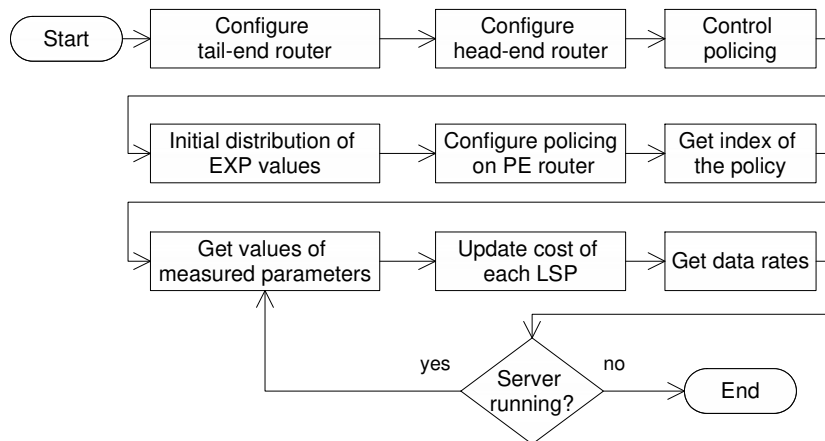 Start
Configure
tail-end router
Configure
head-end router
Control
policing
Initial distribution of
EXP values
Configure policing
on PE router
Get index of
the policy
Get values of
measured parameters
Update cost of
each LSP
Get data rates
yes
Server
running?
no
End